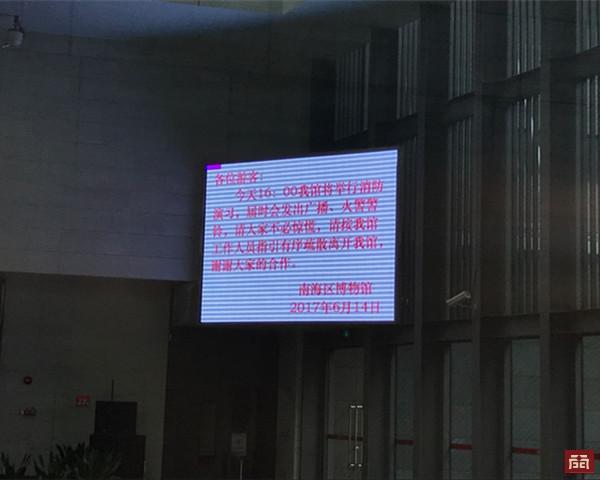 各位游客：
今天16：00我馆将举行消防
演习，届时会发出广播、火警警
铃，请大家不必惊慌，请按我馆
工作人员指引有序疏散离开我馆，
谢谢大家的合作。
南海区博物馆
2017年6月14日